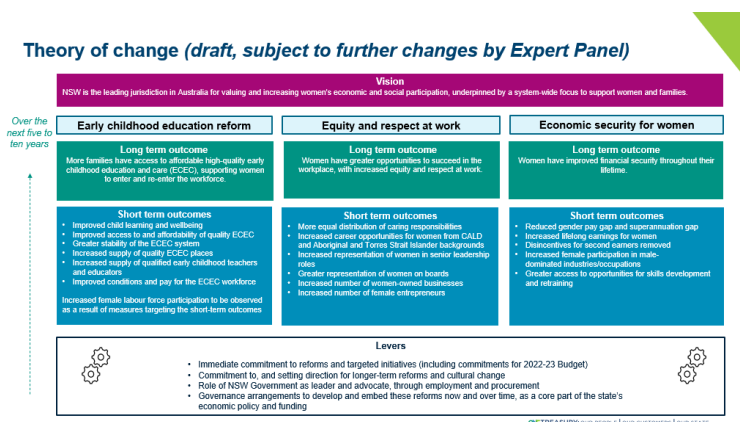 Theory of change (draft, subject to further changes by Expert Panel)
Vision
NSW is the leading jurisdiction in Australia for valuing and increasing women's economic and social participation, underpinned by a system-wide focus to support women and families.
Over the
next five to
ten years
Early childhood education reform
Long term outcome
More families have access to affordable high-quality early
childhood education and care (ECEC), supporting women
to enter and re-enter the workforce.
Short term outcomes
• Improved child learning and wellbeing
• Improved access to and affordability of quality ECEC
• Greater stability of the ECEC system
• Increased supply of quality ECEC places
• Increased supply of qualified early childhood teachers
and educators
• Improved conditions and pay for the ECEC workforce
Increased female labour force participation to be observed
as a result of measures targeting the short-term outcomes
Equity and respect at work
Long term outcome
Women have greater opportunities to succeed in the
workplace, with increased equity and respect at work.
Short term outcomes
• More equal distribution of caring responsibilities
• Increased career opportunities for women from CALD
and Aboriginal and Torres Strait Islander backgrounds
• Increased representation of women in senior leadership
roles
• Greater representation of women on boards
• Increased number of women-owned businesses
• Increased number of female entrepreneurs
Economic security for women
Long term outcome
Women have improved financial security throughout their
lifetime.
Short term outcomes
• Reduced gender pay gap and superannuation gap
• Increased lifelong earnings for women
• Disincentives for second earners removed
• Increased female participation in male-
dominated industries/occupations
• Greater access to opportunities for skills development
and retraining
Levers
• Immediate commitment to reforms and targeted initiatives (including commitments for 2022-23 Budget)
• Commitment to, and setting direction for longer-term reforms and cultural change
• Role of NSW Government as leader and advocate, through employment and procurement
• Governance arrangements to develop and embed these reforms now and over time, as a core part of the state's
economic policy and funding